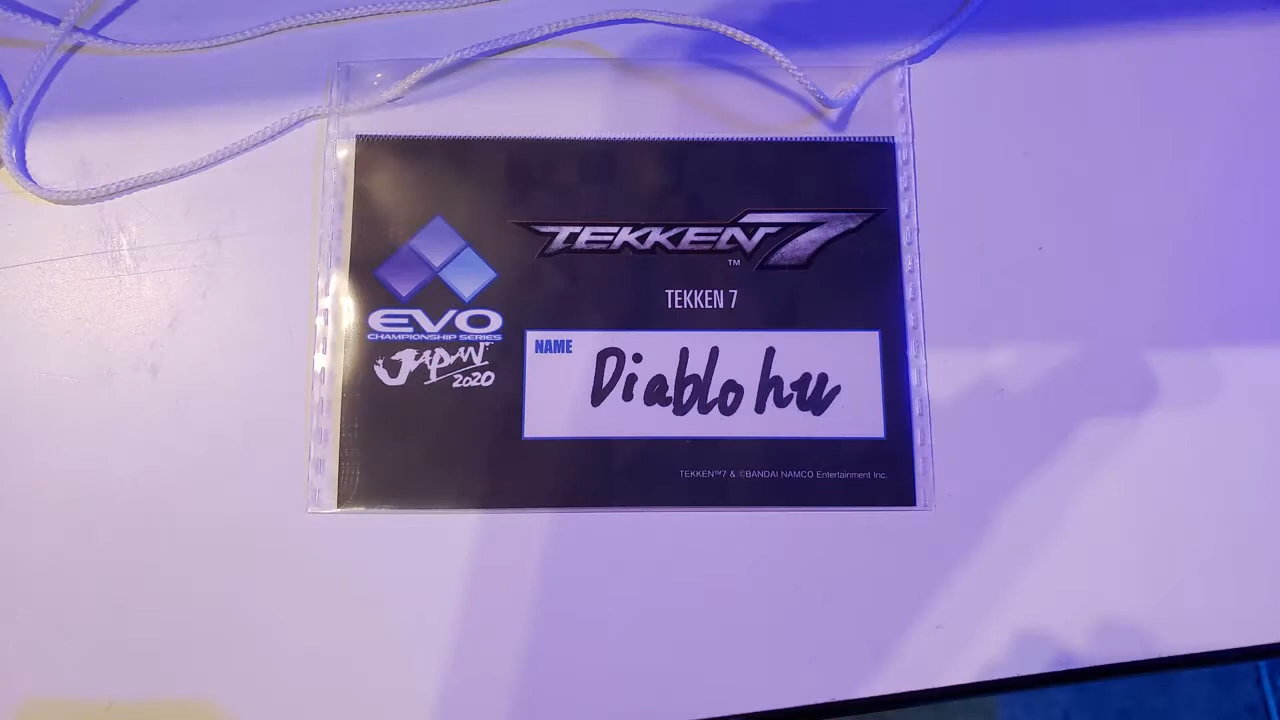 TEKKEN 7
TM
TEKKEN 7
EVO
CHAMPIONSHIP SERIES
JAPAN
2020
NAME
Diablohu
TEKKEN™7 & ©BANDAI NAMCO Entertainment Inc.